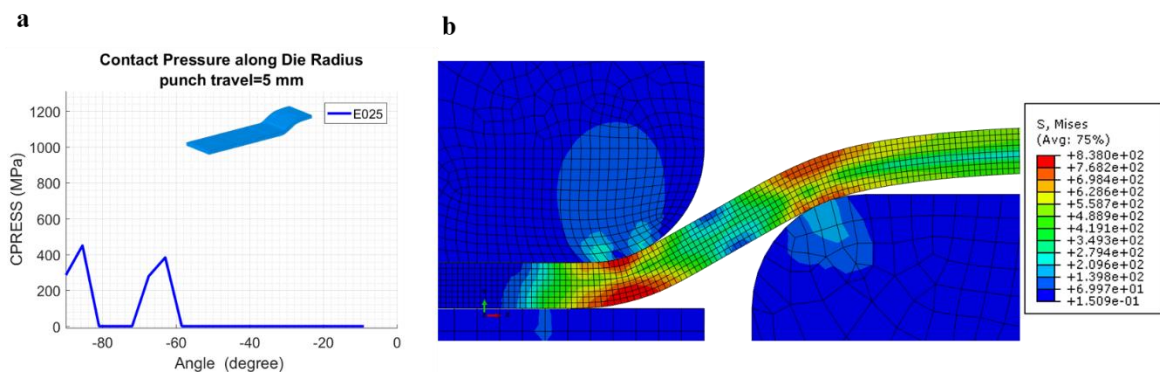 a
Contact Pressure along Die Radius
punch travel=5 mm
1200
1000
800
600
400
200
0
CPRESS (MPa)
E025
-80
-60
-40
-20
0
Angle (degree)
b
S, Mises
(Avg: 75%)
+8.380e+02
+7.682e+02
+6.984e+02
+6.286e+02
+5.587e+02
+4.889e+02
+4.191e+02
+3.493e+02
+2.794e+02
+2.096e+02
+1.398e+02
+6.997e+01
+1.509e-01